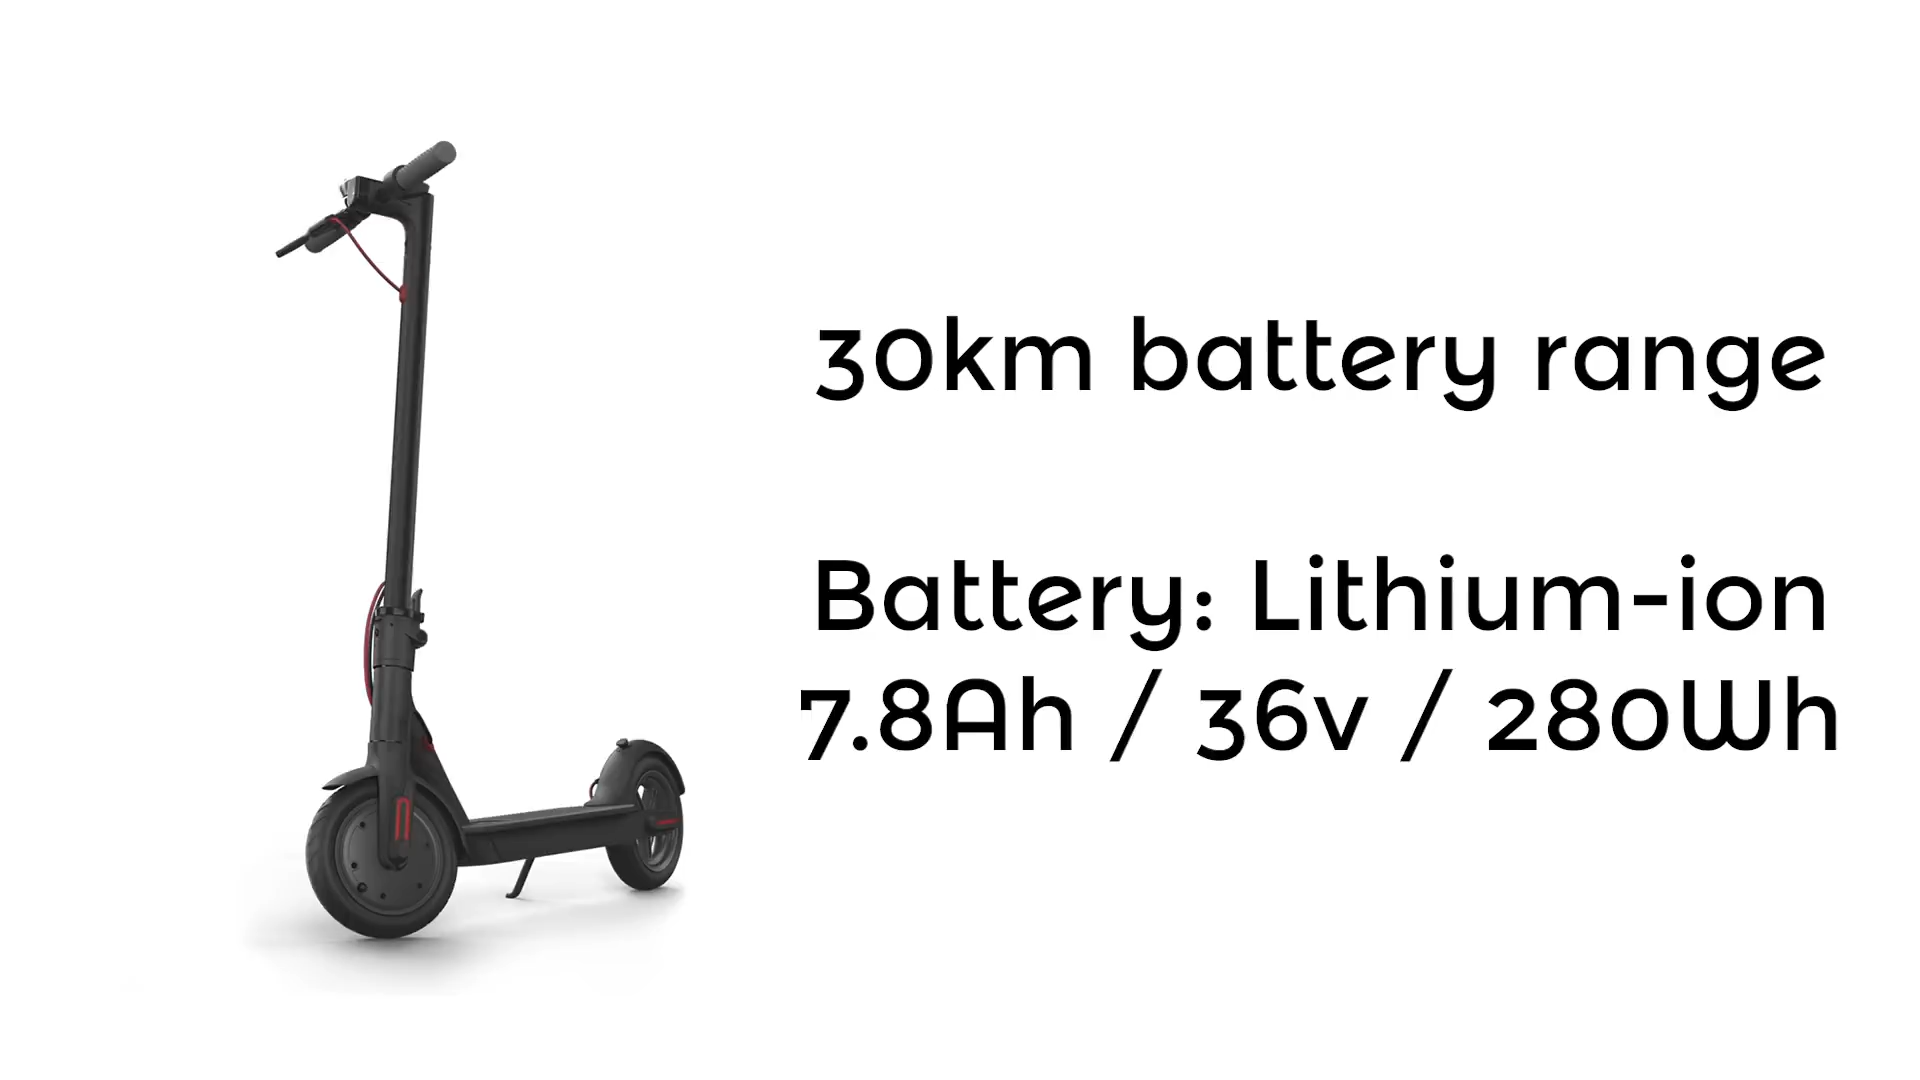 30km battery range
Battery: Lithium-ion
7.8Ah / 36v / 280Wh